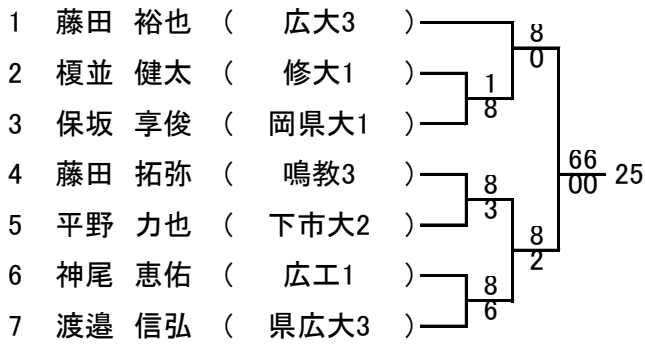 1 藤田 裕也 ( 広大3 )
8
0
2 榎並 健太 ( 修大1 )
1
8
3 保坂 享俊 ( 岡県大1 )
66
00 25
4 藤田 拓弥 ( 鳴教3 )
8
3
5 平野 力也 ( 下市大2 )
8
2
6 神尾 恵佑 ( 広工1 )
8
6
7 渡邉 信弘 ( 県広大3 )